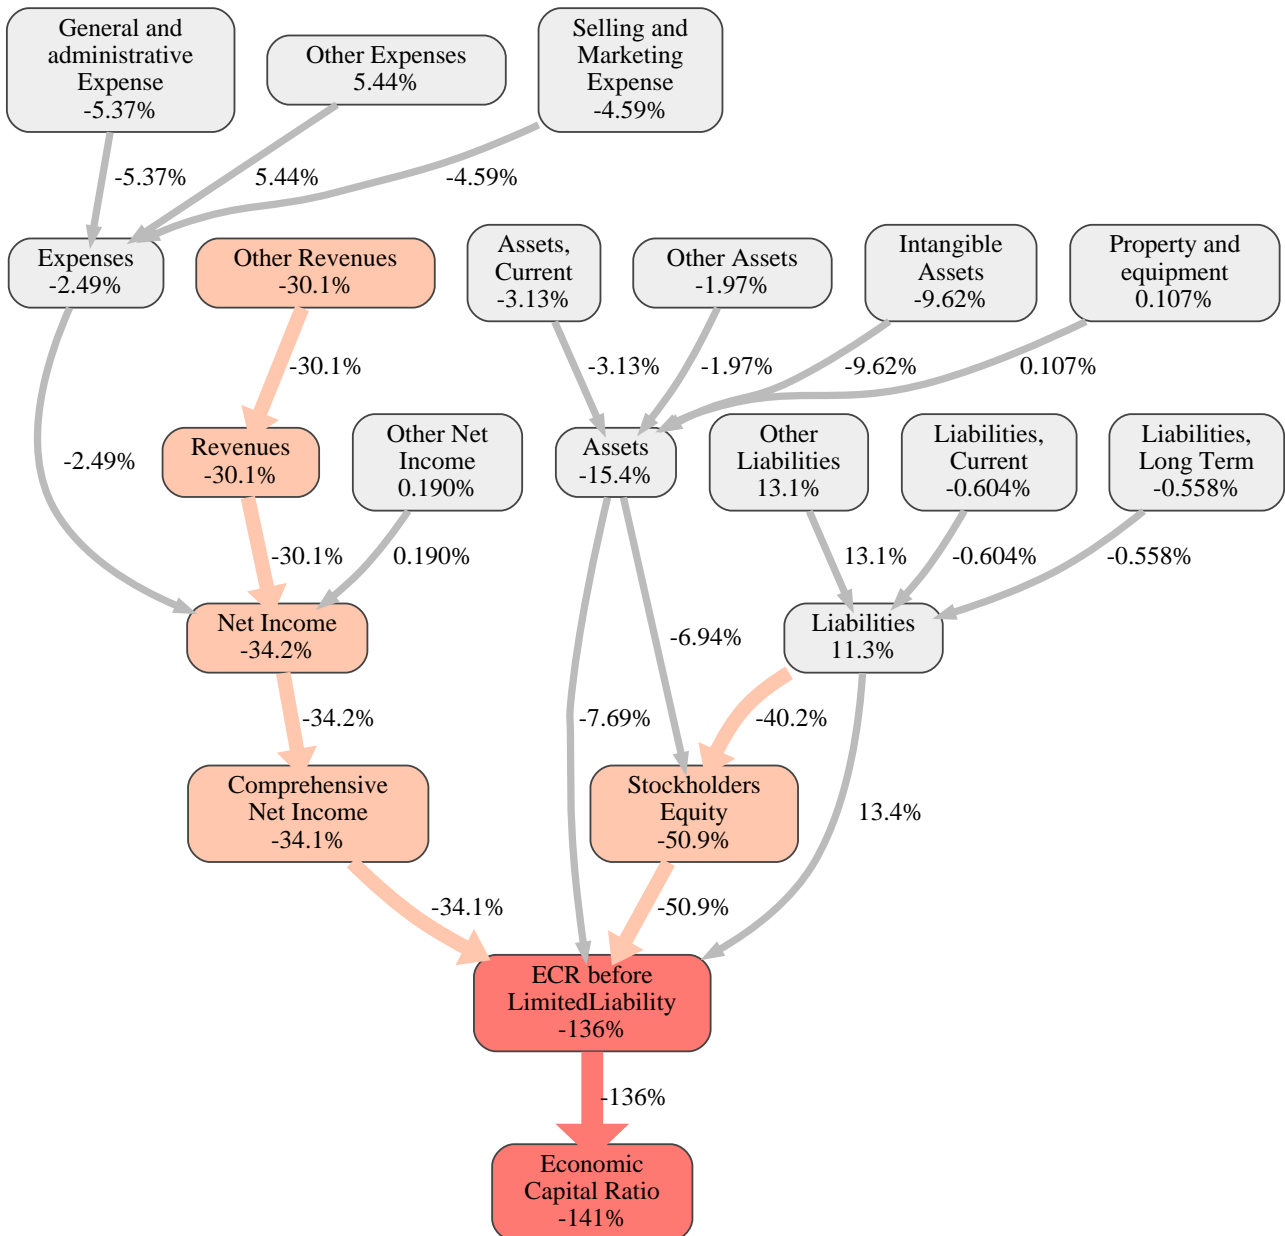 General and
administrative
Expense
-5.37%
Other Expenses
5.44%
Selling and
Marketing
Expense
-4.59%
-5.37%
5.44%
-4.59%
Expenses
-2.49%
Other Revenues
-30.1%
Assets,
Current
-3.13%
Other Assets
-1.97%
Intangible
Assets
-9.62%
Property and
equipment
0.107%
-30.1%
-3.13%
-1.97%
-9.62%
0.107%
-2.49%
Revenues
-30.1%
Other Net
Income
0.190%
Assets
-15.4%
Other
Liabilities
13.1%
Liabilities,
Current
-0.604%
Liabilities,
Long Term
-0.558%
-30.1%
0.190%
13.1%
-0.604%
-0.558%
Net Income
-34.2%
-6.94%
Liabilities
11.3%
-34.2%
-7.69%
-40.2%
Comprehensive
Net Income
-34.1%
Stockholders
Equity
-50.9%
13.4%
-34.1%
-50.9%
ECR before
LimitedLiability
-136%
-136%
Economic
Capital Ratio
-141%